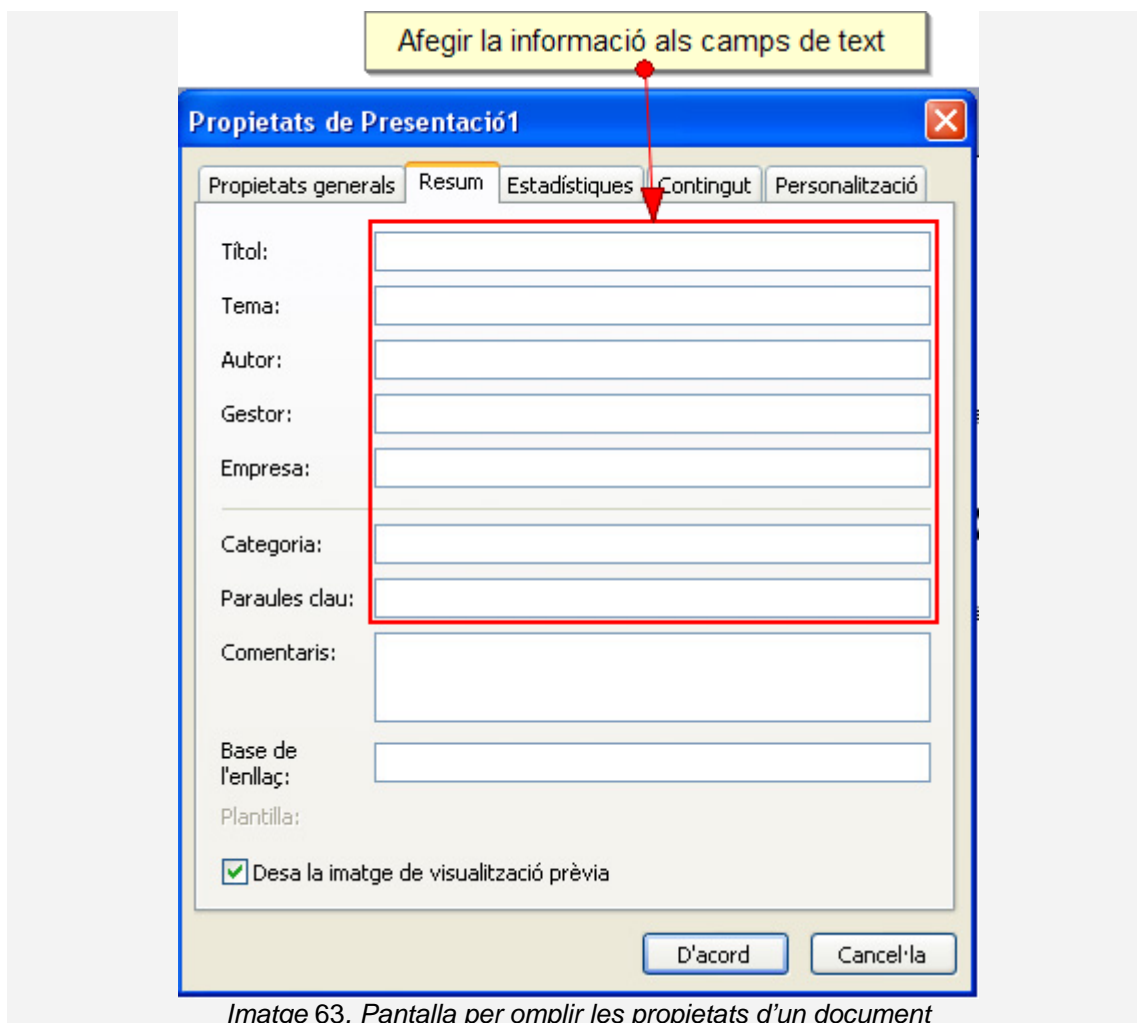 Afegir la informació als camps de text
Propietats de Presentació1
Propietats generals Resum Estadístiques Contingut Personalització
Títol:
Tema:
Autor:
Gestor:
Empresa:
Categoria:
Paraules clau:
Comentaris:
Base de
l'enllaç:
Plantilla:
Desa la imatge de visualització prèvia
D'acord Cancel·la
Imatge 63. Pantalla per omplir les propietats d'un document